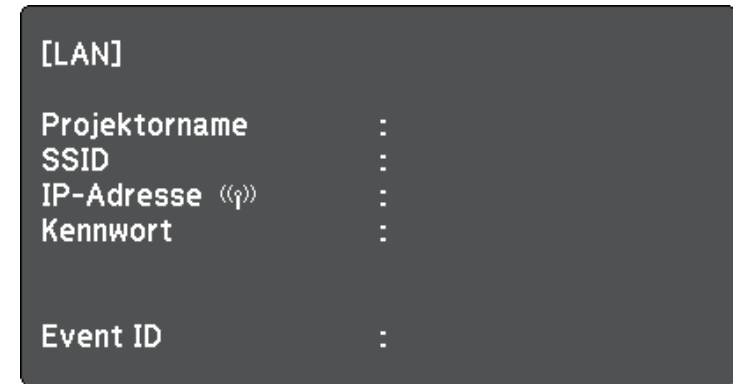 [LAN]
Projektorname :
SSID :
IP-Adresse :
Kennwort :
Event ID :